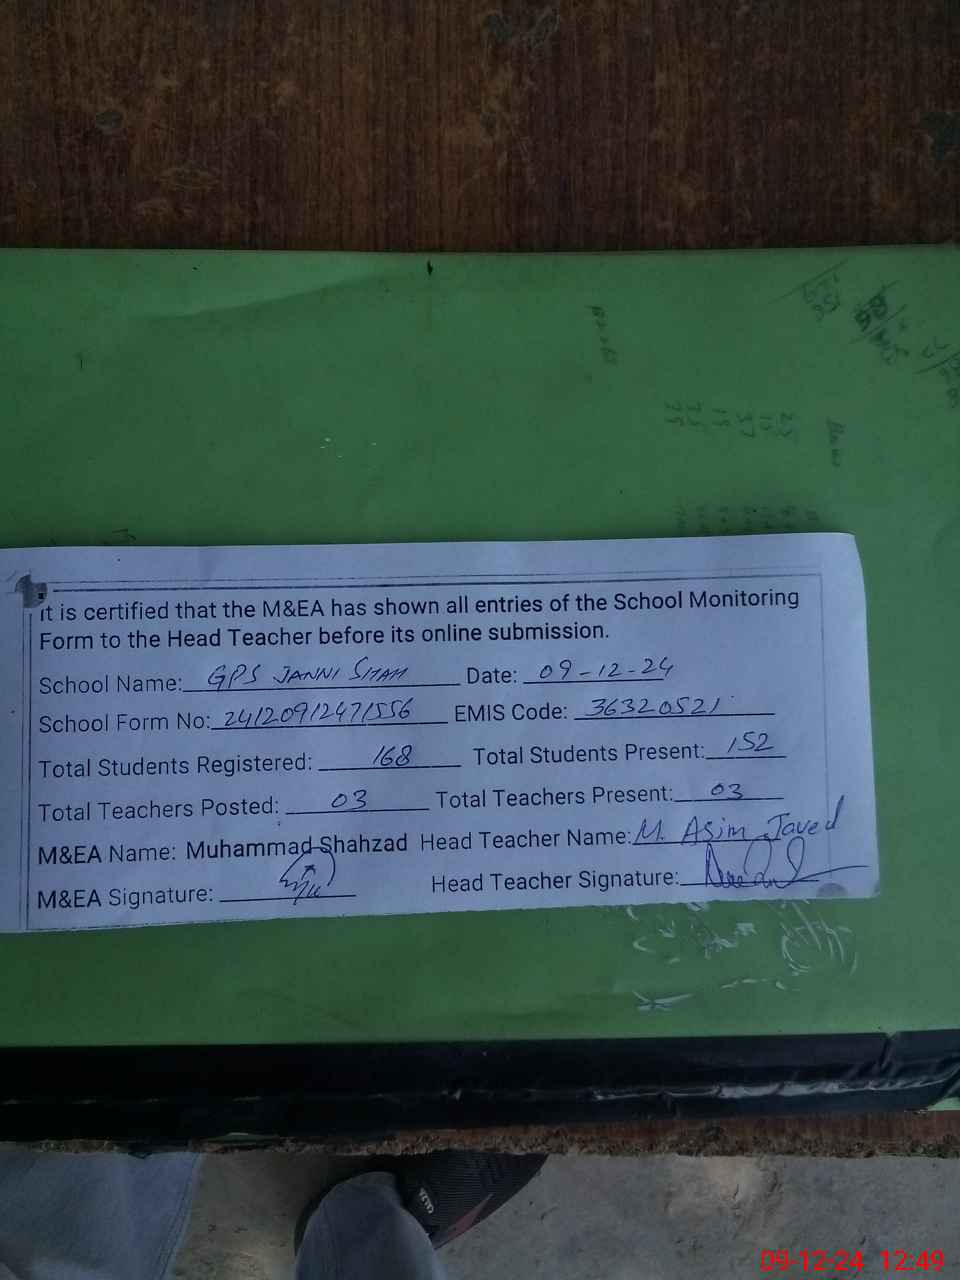 It is certified that the M&EA has shown all entries of the School Monitoring
Form to the Head Teacher before its online submission.
School Name: GPS JANNI SHAH Date: 09-12-24
School Form No: 24120912471556 EMIS Code: 36320521
Total Students Registered: 168 Total Students Present: 152
Total Teachers Posted: 03 Total Teachers Present: 03
M&EA Name: Muhammad Shahzad Head Teacher Name: M. Asim Javed
M&EA Signature: Head Teacher Signature:
09-12-24 12:49